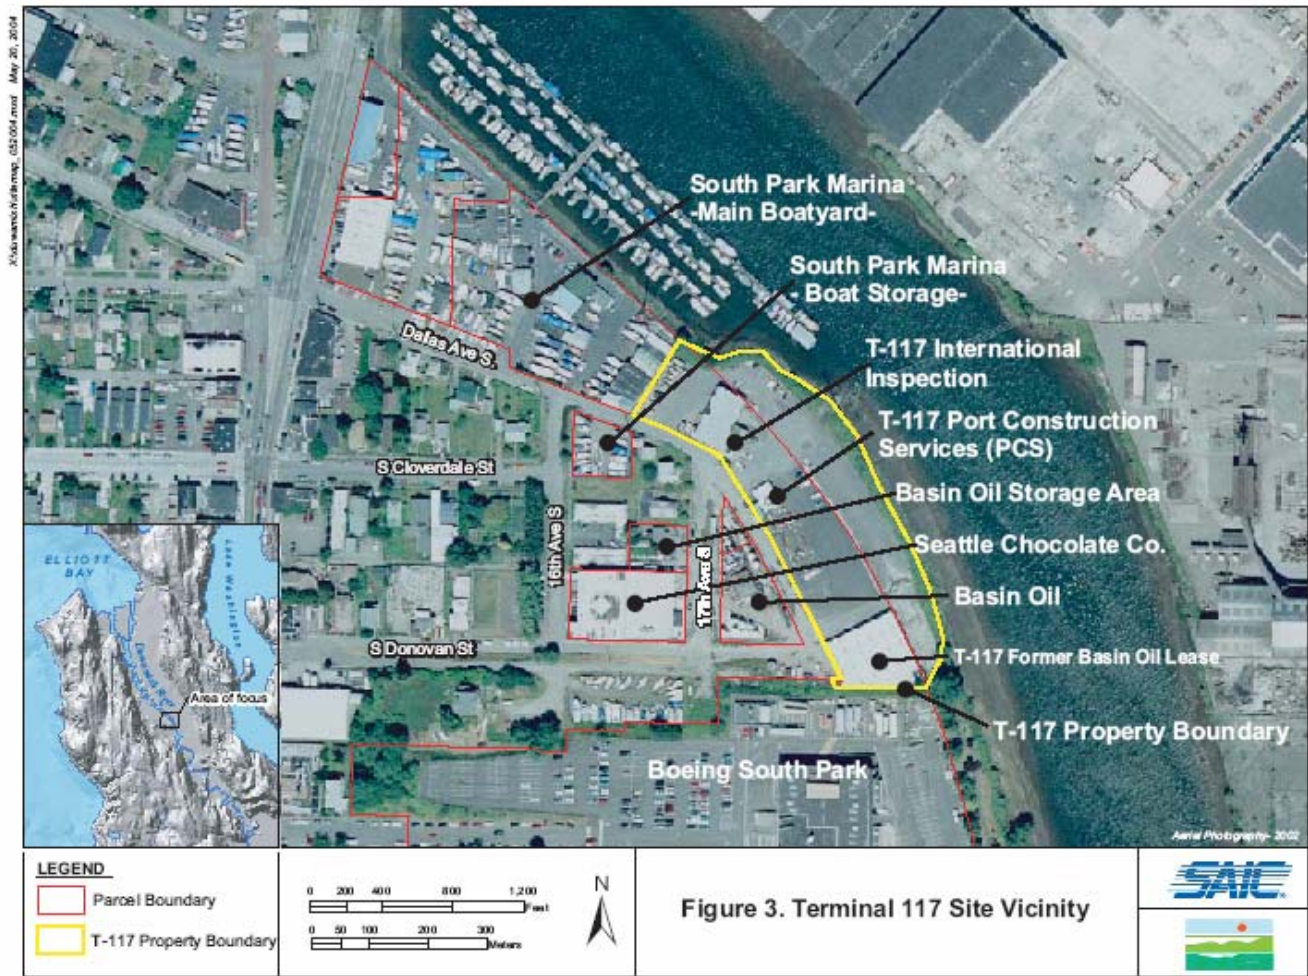 May 20, 2004
South Park Marina
-Main Boatyard-
South Park Marina
- Boat Storage-
Dallas Ave S,
T-117 International
Inspection
T-117 Port Construction
Services (PCS)
S Cloverdale St
Basin Oil Storage Area
16th Ave S
Seattle Chocolate Co.
17th Ave S
Basin Oil
S Donovan St
T-117 Former Basin Oil Lease
T-117 Property Boundary
Boeing South Park
ELLIOTT
BAY
Lake Washington
Area of focus
Aerial Photography- 2002
LEGEND
Parcel Boundary
T-117 Property Boundary
0 200 400 800 1,200
Feet
0 50 100 200 300
Meters
N
Figure 3. Terminal 117 Site Vicinity
SAIC